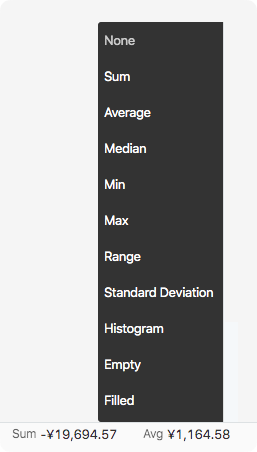 None
Sum
Average
Median
Min
Max
Range
Standard Deviation
Histogram
Empty
Filled
Sum -¥19,694.57 Avg ¥1,164.58